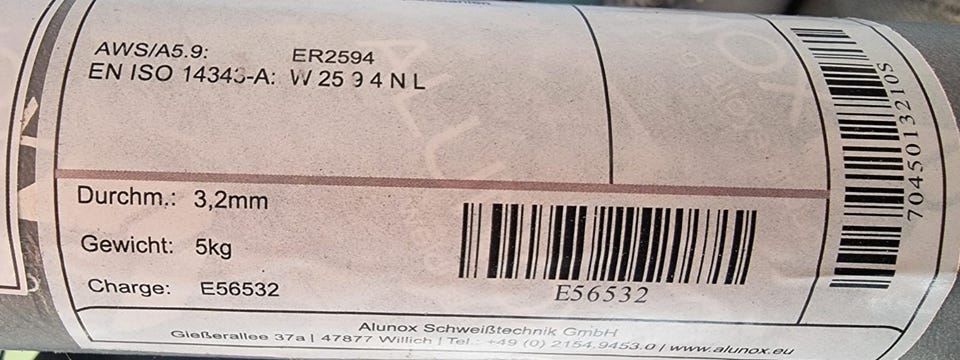 AWS/A5.9: ER2594
EN ISO 14343-A: W 25 9 4 N L
Durchm.: 3,2mm
Gewicht: 5kg
Charge: E56532
E56532
Alunox Schweißtechnik GmbH
Gießerallee 37a | 47877 Willich | Tel.: +49 (0) 2154.9453.0 / www.alunox.eu
70450132105